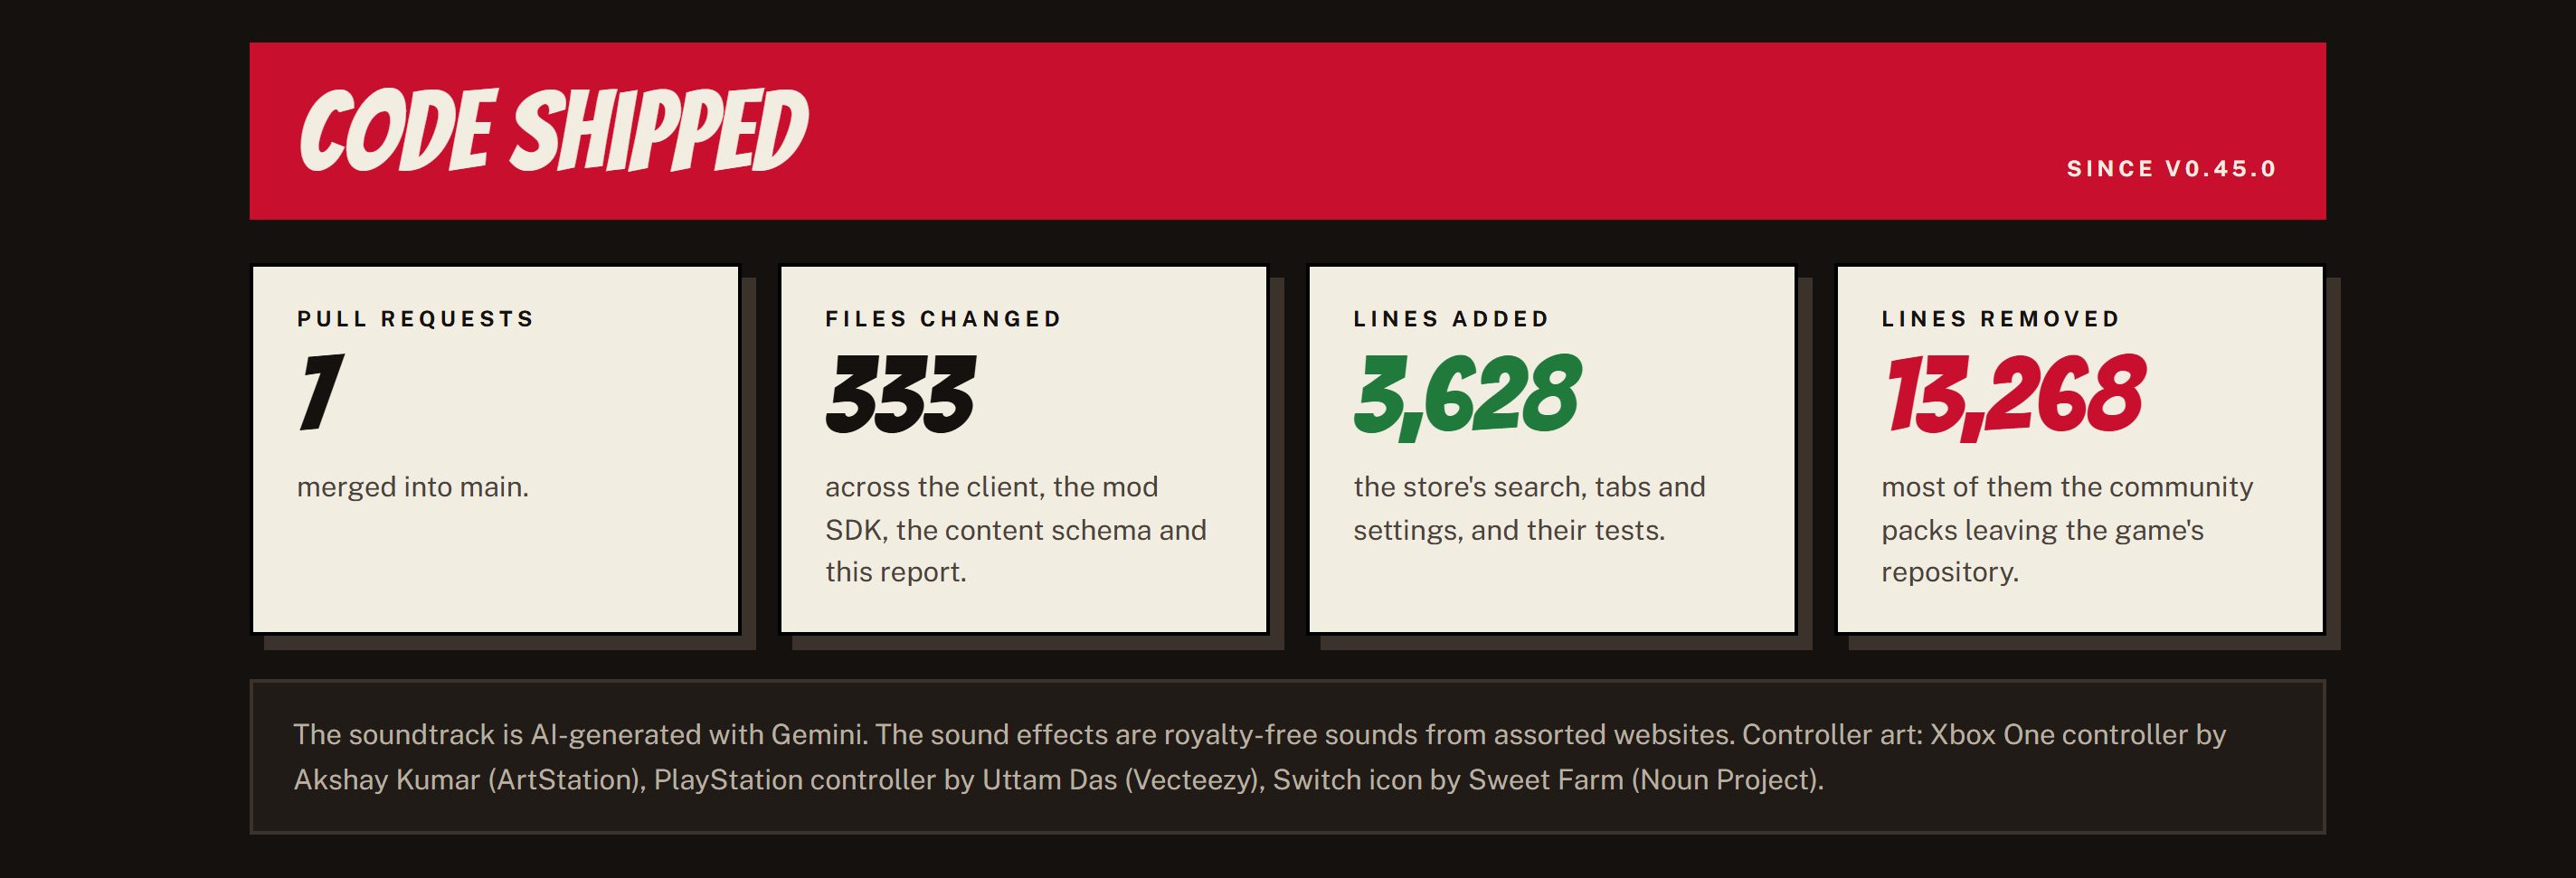 CODE SHIPPED
SINCE V0.45.0
PULL REQUESTS
1
merged into main.
FILES CHANGED
333
across the client, the mod
SDK, the content schema and
this report.
LINES ADDED
3,628
the store's search, tabs and
settings, and their tests.
LINES REMOVED
13,268
most of them the community
packs leaving the game's
repository.
The soundtrack is AI-generated with Gemini. The sound effects are royalty-free sounds from assorted websites. Controller art: Xbox One controller by
Akshay Kumar (ArtStation), PlayStation controller by Uttam Das (Vecteezy), Switch icon by Sweet Farm (Noun Project).